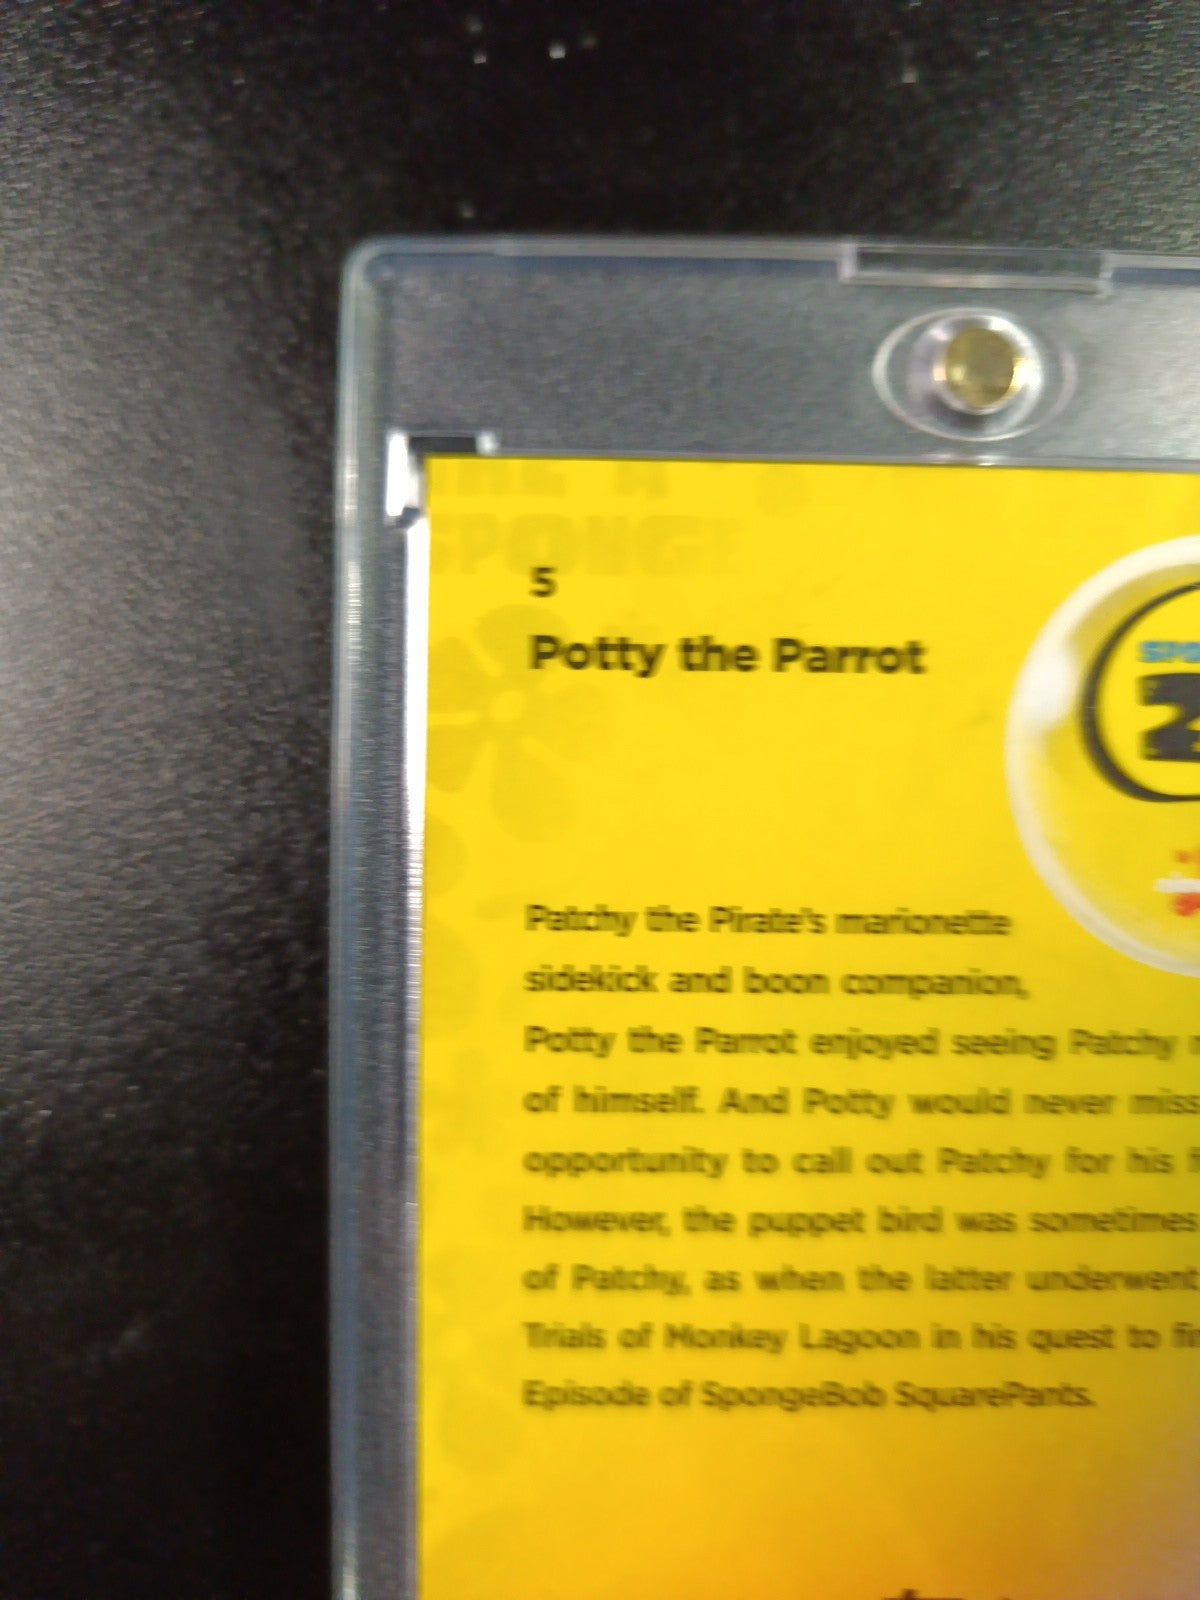 SPONGE
5
Potty the Parrot
Patchy the Pirate's marionette
sidekick and boon companion,
Potty the Parrot enjoyed seeing Patchy
of himself. And Potty would never miss
opportunity to call out Patchy for his
However, the puppet bird was sometimes
of Patchy, as when the latter underwent
Trials of Monkey Lagoon in his quest to
Episode of SpongeBob SquarePants.